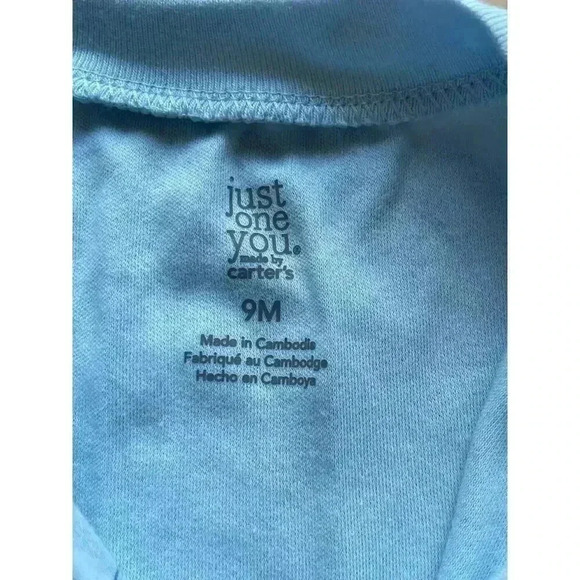 just
one
you.®
made by
carter's
9M
Made in Cambodia
Fabriqué au Cambodge
Hecho en Camboya